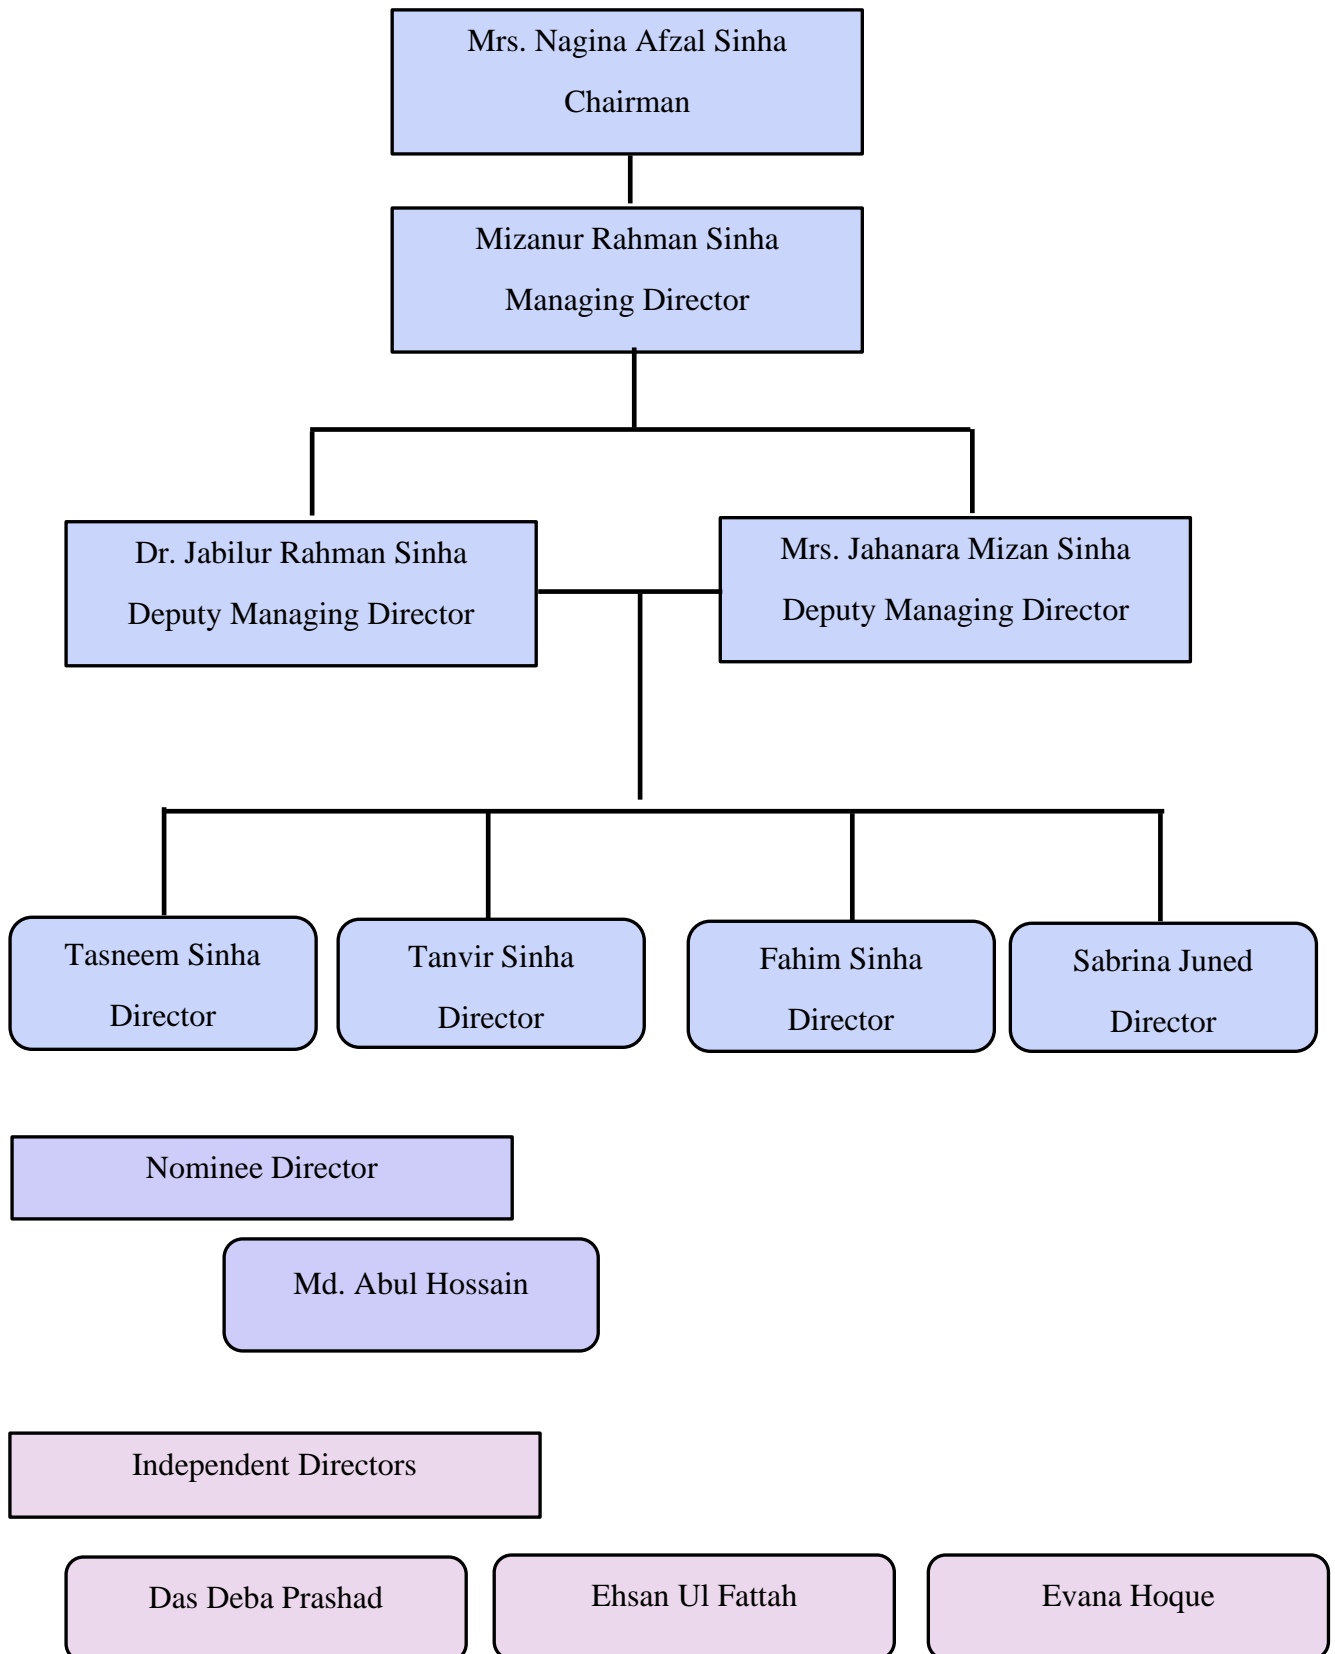 Mrs. Nagina Afzal Sinha
Chairman
Mizanur Rahman Sinha
Managing Director
Dr. Jabilur Rahman Sinha
Deputy Managing Director
Mrs. Jahanara Mizan Sinha
Deputy Managing Director
Tasneem Sinha
Director
Tanvir Sinha
Director
Fahim Sinha
Director
Sabrina Juned
Director
Nominee Director
Md. Abul Hossain
Independent Directors
Das Deba Prashad
Ehsan Ul Fattah
Evana Hoque